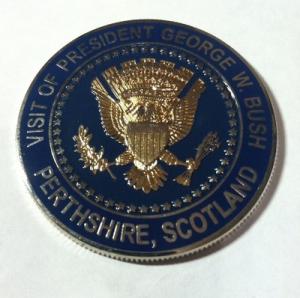 VISIT OF PRESIDENT GEORGE W. BUSH
PERTHSHIRE, SCOTLAND